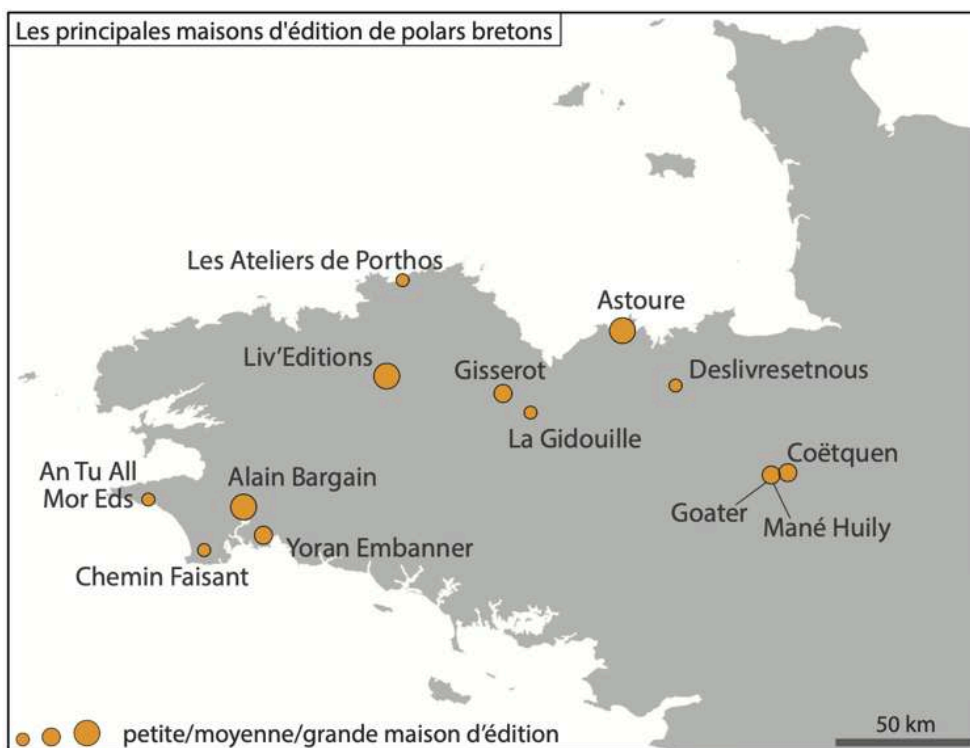 Les principales maisons d'édition de polars bretons
Les Ateliers de Porthos
Astoure
Liv'Editions
Gisserot
Deslivresetnous
La Gidouille
An Tu All
Mor Eds
Alain Bargain
Coëtquen
Goater
Mané Huily
Yoran Embanner
Chemin Faisant
petite/moyenne/grande maison d'édition
50 km